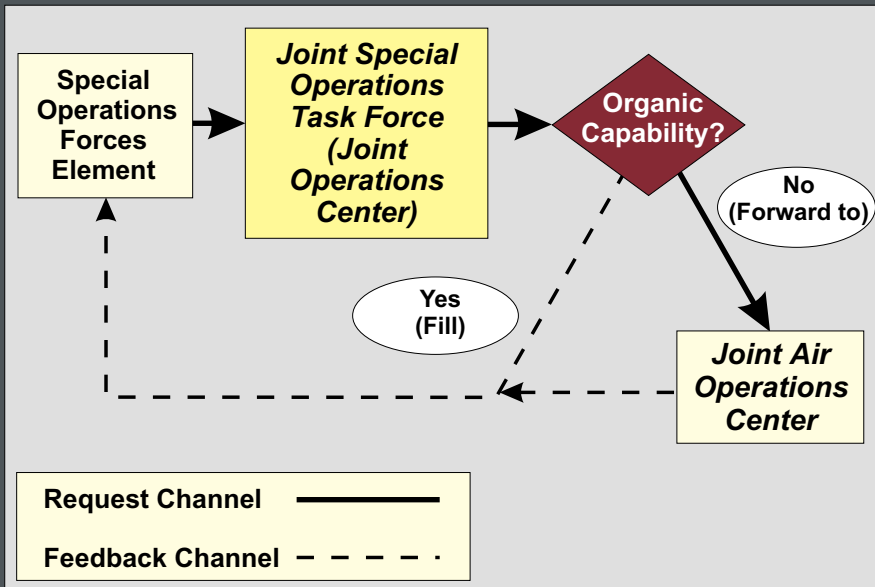 Special
Operations
Forces
Element
Joint Special
Operations
Task Force
(Joint
Operations
Center)
Organic
Capability?
No
(Forward to)
Yes
(Fill)
Joint Air
Operations
Center
Request Channel
Feedback Channel